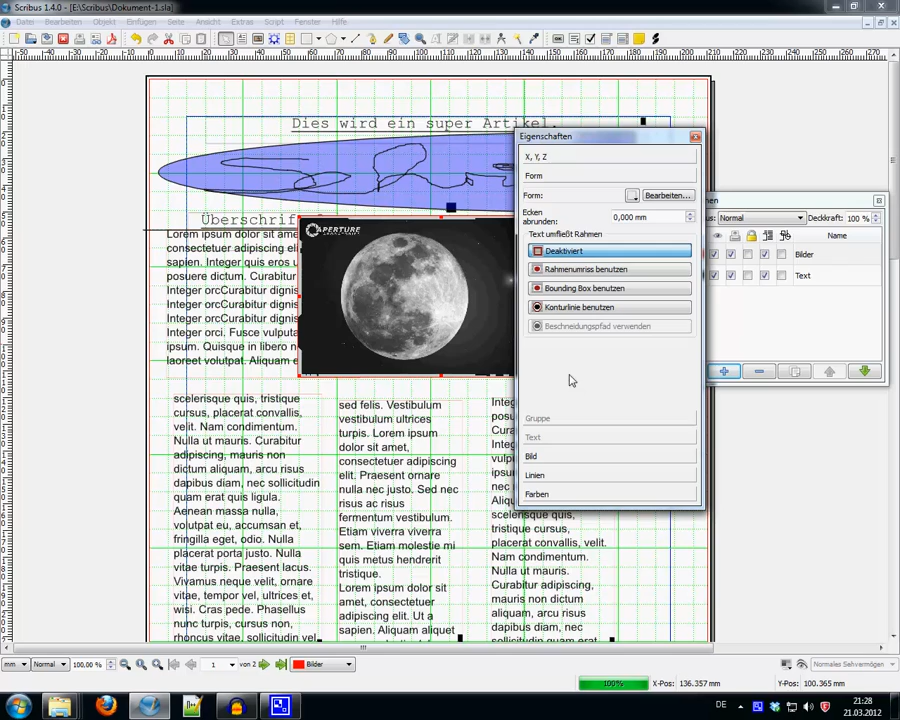 Scribus 1.4.0 - [E:\Scribus\Dokument-1.sla]
Datei Bearbeiten Objekt Einfügen Seite Ansicht Extras Script Fenster Hilfe
Dies wird ein super Artikel.
Überschrif
Lorem ipsum dolor sit am
consectetuer adipiscing e
sapien. Integer quis eros u
posuere dictum. Curabitur
Integer orcCurabitur dignis
Integer orcCurabitur dignis
Integer orci. Fusce vulputa
ipsum. Quisque in libero n
laoreet volutpat. Aliquam e
APERTURE
scelerisque quis, tristique
cursus, placerat convallis,
velit. Nam condimentum.
Nulla ut mauris. Curabitur
adipiscing, mauris non
dictum aliquam, arcu risus
dapibus diam, nec sollicitudin
quam erat quis ligula.
Aenean massa nulla,
volutpat eu, accumsan et,
fringilla eget, odio. Nulla
placerat porta justo. Nulla
vitae turpis. Praesent lacus.
Vivamus neque velit, ornare
vitae, tempor vel, ultrices et,
wisi. Cras pede. Phasellus
nunc turpis, cursus non,
rhoncus vitae, sollicitudin vel,
sed felis. Vestibulum
vestibulum ultrices
turpis. Lorem ipsum
dolor sit amet,
consectetuer adipiscing
elit. Praesent ornare
nulla nec justo. Sed nec
risus ac risus
fermentum vestibulum.
Etiam viverra viverra
sem. Etiam molestie mi
quis metus hendrerit
tristique.
Lorem ipsum dolor sit
amet, consectetuer
adipiscing elit. Ut a
sapien. Aliquam aliquet
scelerisque quis,
tristique cursus,
placerat convallis, velit.
Nam condimentum.
Nulla ut mauris.
Curabitur adipiscing,
mauris non dictum
aliquam, arcu risus
dapibus diam, nec
sollicitudin quam erat
Eigenschaften
X, Y, Z
Form
Form: Bearbeiten...
Ecken
abrunden: 0,000 mm
Text umfließt Rahmen
Deaktiviert
Rahmenumriss benutzen
Bounding Box benutzen
Konturlinie benutzen
Beschneidungspfad verwenden
Gruppe
Text
Bild
Linien
Farben
Normal Deckkraft: 100 %
Name
Bilder
Text
mm Normal 100,00 % 1 von 2 Bilder Normales Sehvermögen
100% X-Pos: 136.357 mm Y-Pos: 100.365 mm
DE 21:28
21.03.2012